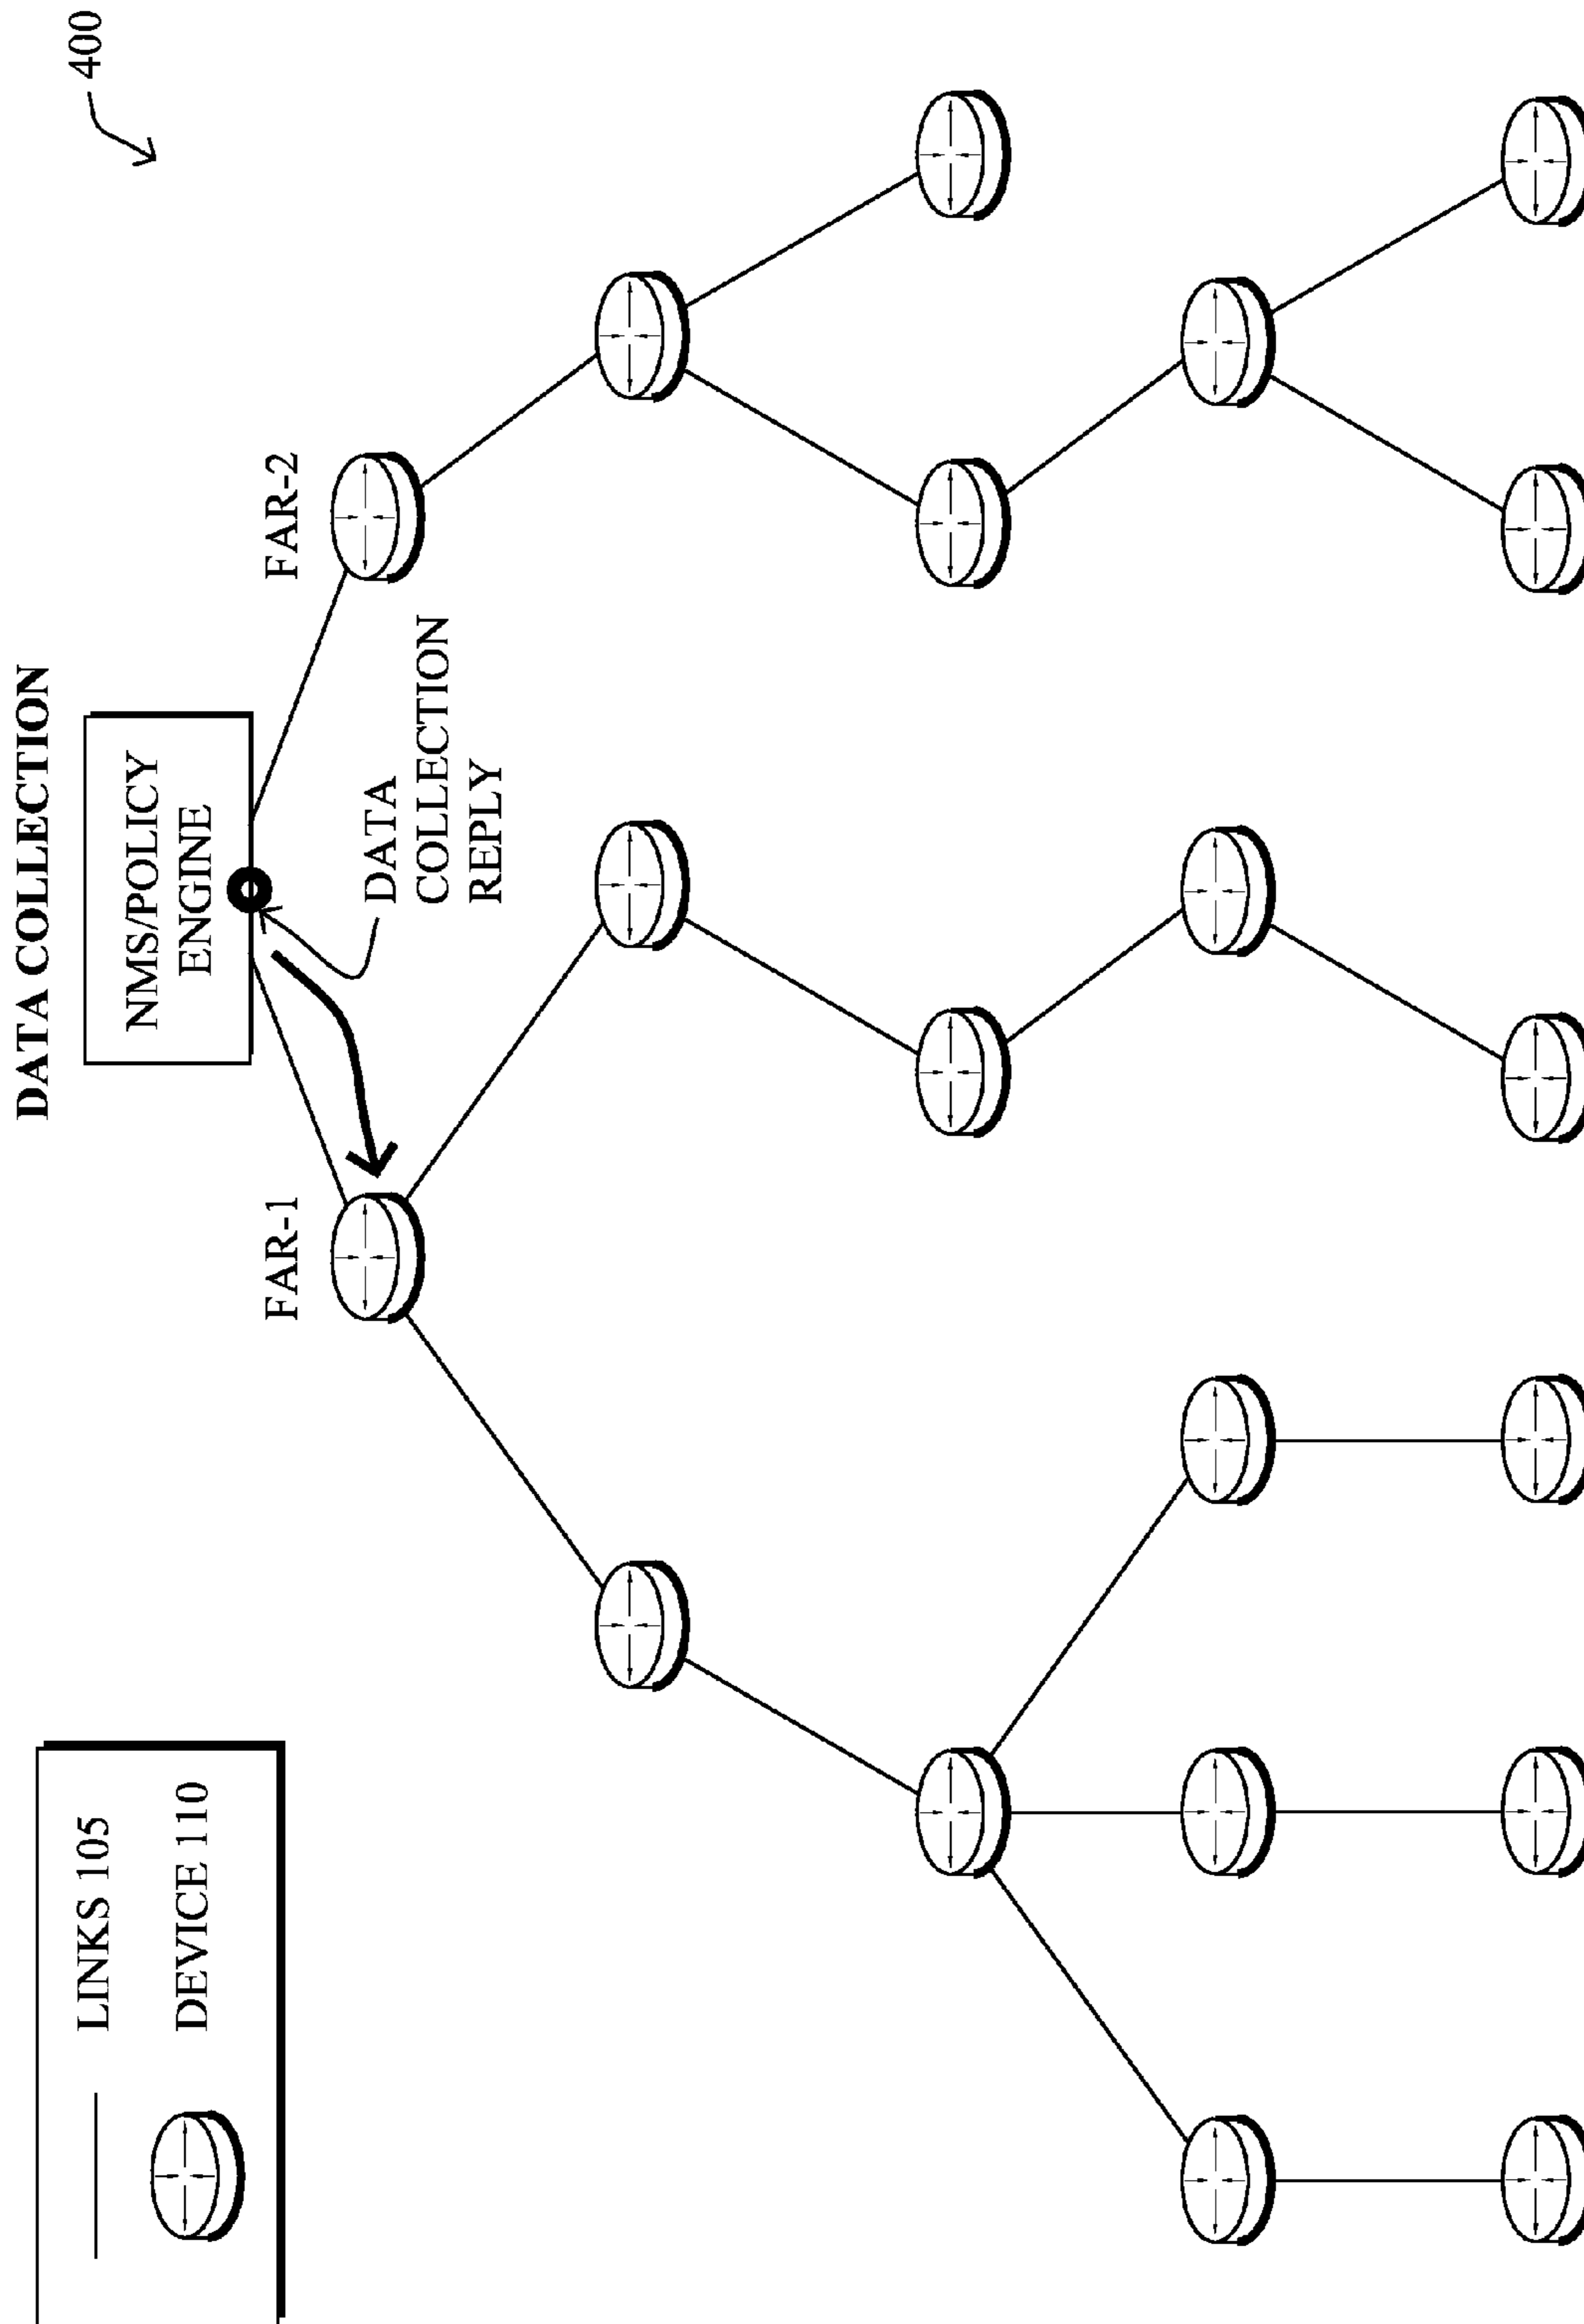 400
DATA COLLECTION
NMS/POLICY
ENGINE
DATA
COLLECTION
REPLY
FAR-1
FAR-2
LINKS 105
DEVICE 110